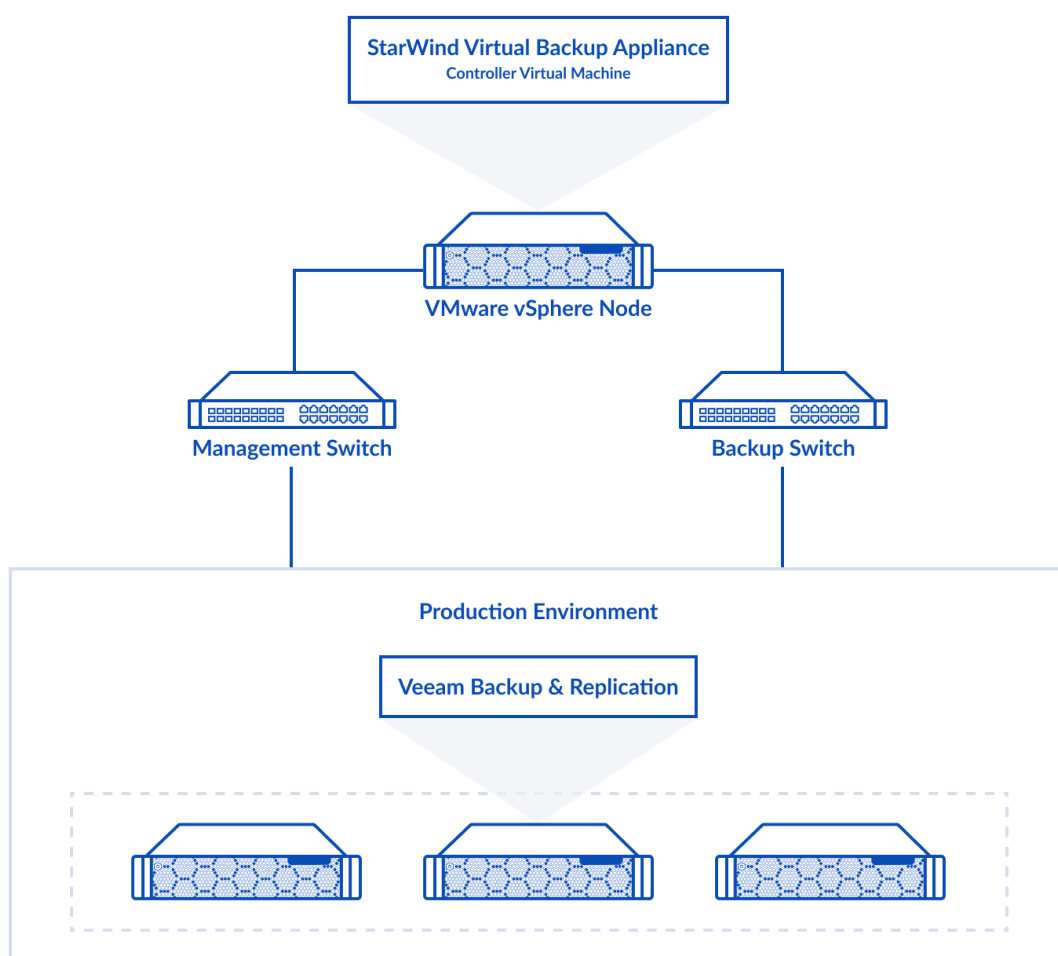 StarWind Virtual Backup Appliance
Controller Virtual Machine
VMware vSphere Node
Management Switch
Backup Switch
Production Environment
Veeam Backup & Replication